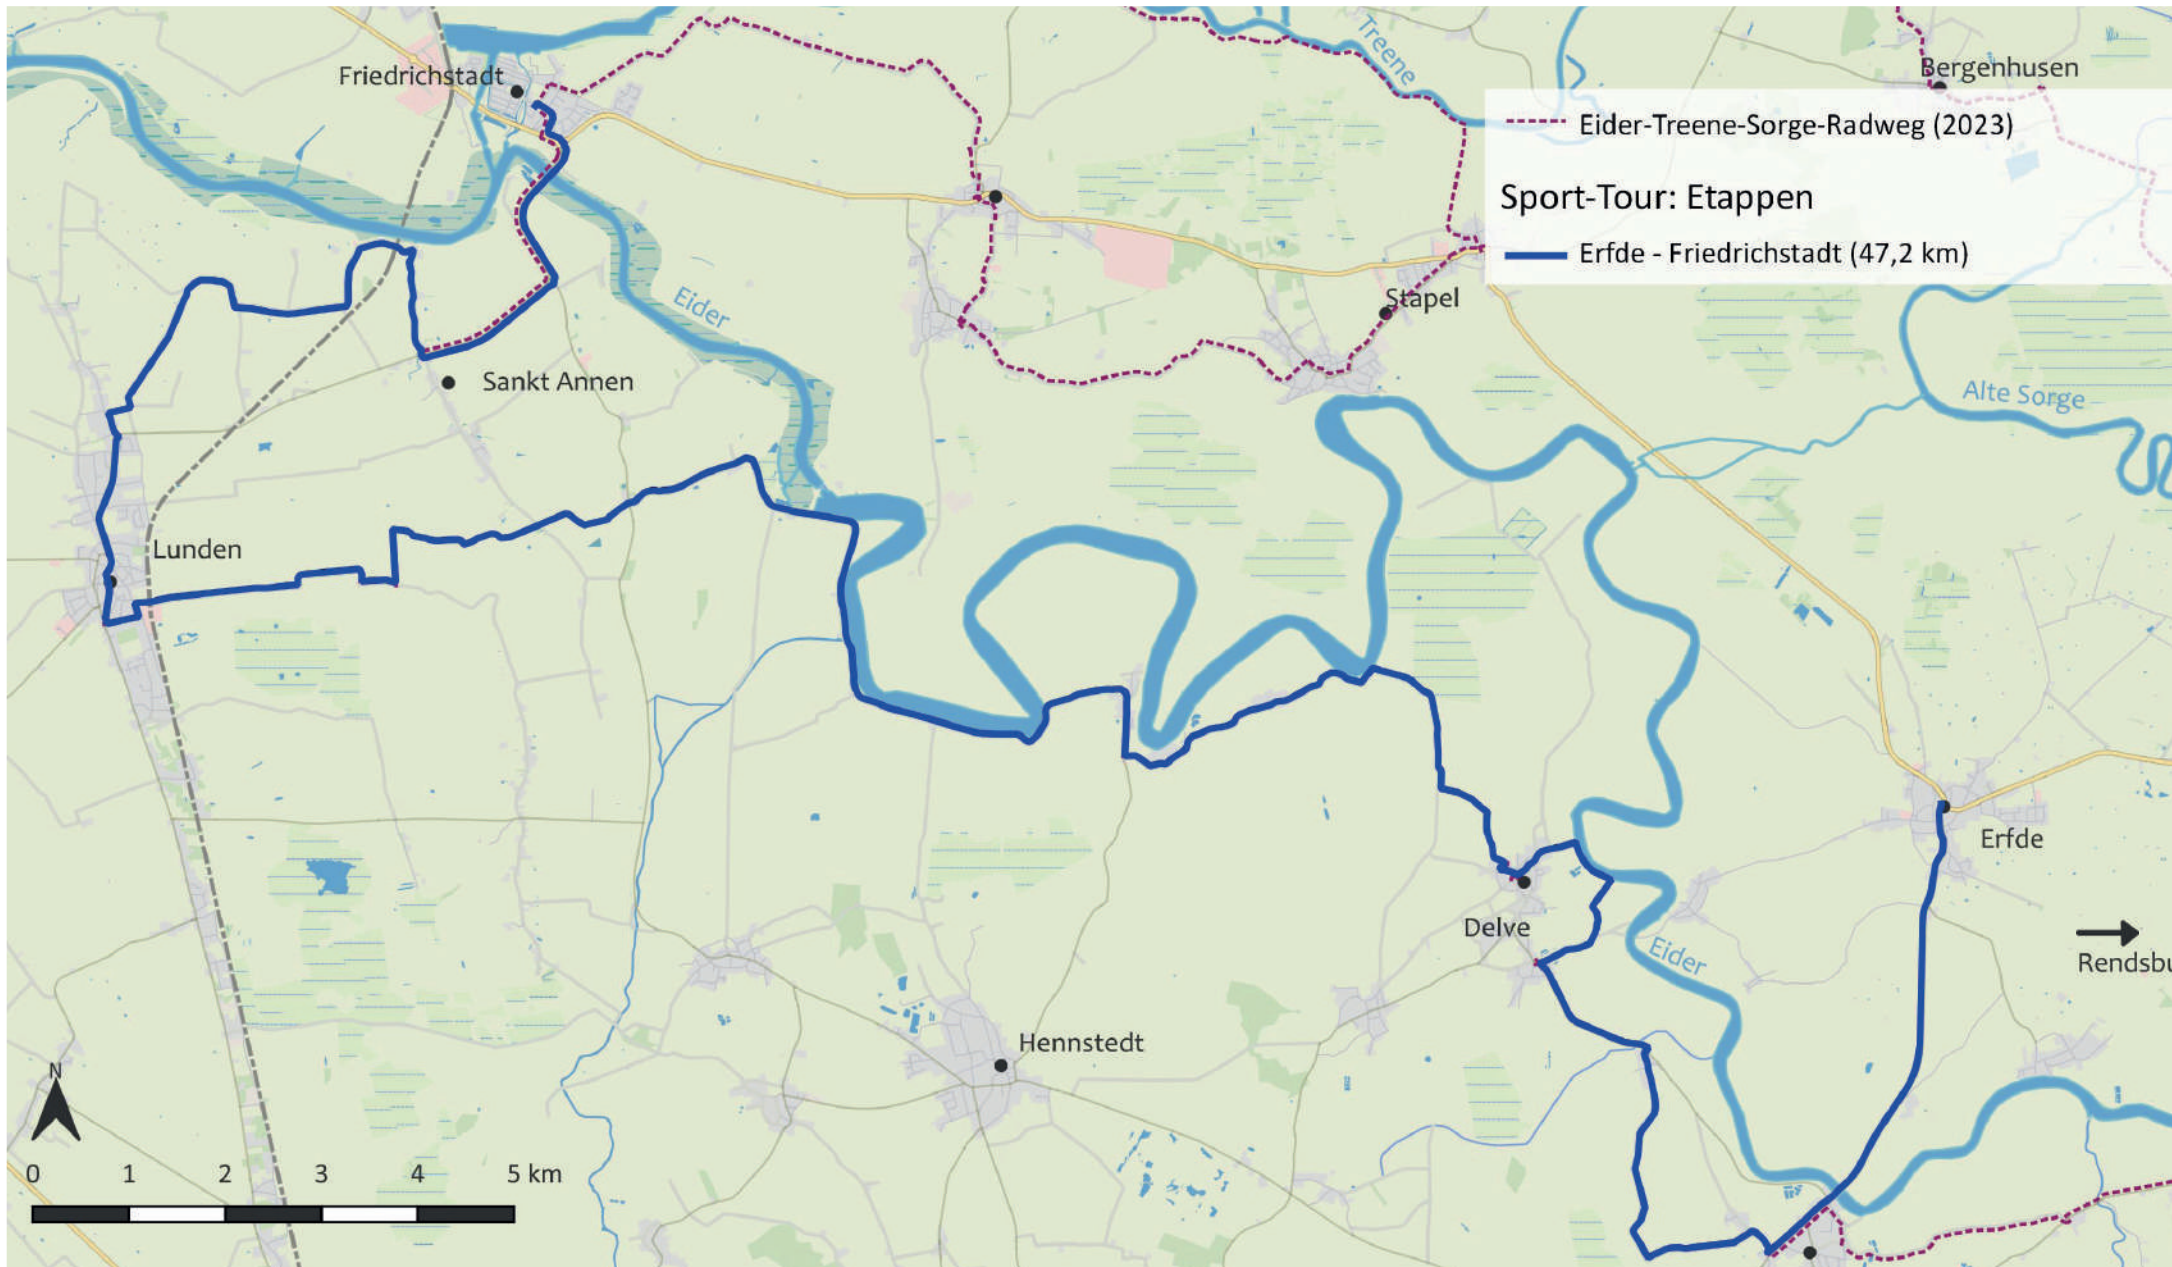 Friedrichstadt
Treene
Bergenhusen
Eider-Treene-Sorge-Radweg (2023)
Sport-Tour: Etappen
Erfde - Friedrichstadt (47,2 km)
Eider
Stapel
Sankt Annen
Alte Sorge
Lunden
Erfde
Delve
Eider
Rendsbu
Hennstedt
N
0 1 2 3 4 5 km